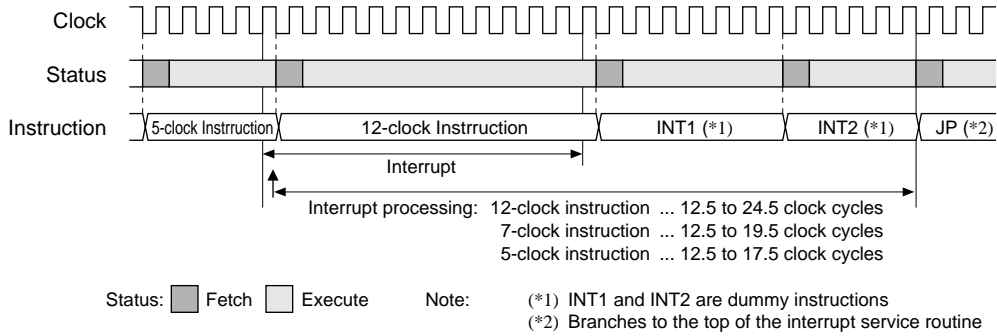 Clock
Status
Instruction
5-clock Instrruction 12-clock Instrruction INT1 (*1) INT2 (*1) JP (*2)
Interrupt
Interrupt processing: 12-clock instruction ... 12.5 to 24.5 clock cycles
7-clock instruction ... 12.5 to 19.5 clock cycles
5-clock instruction ... 12.5 to 17.5 clock cycles
Status: Fetch Execute Note: (*1) INT1 and INT2 are dummy instructions
(*2) Branches to the top of the interrupt service routine